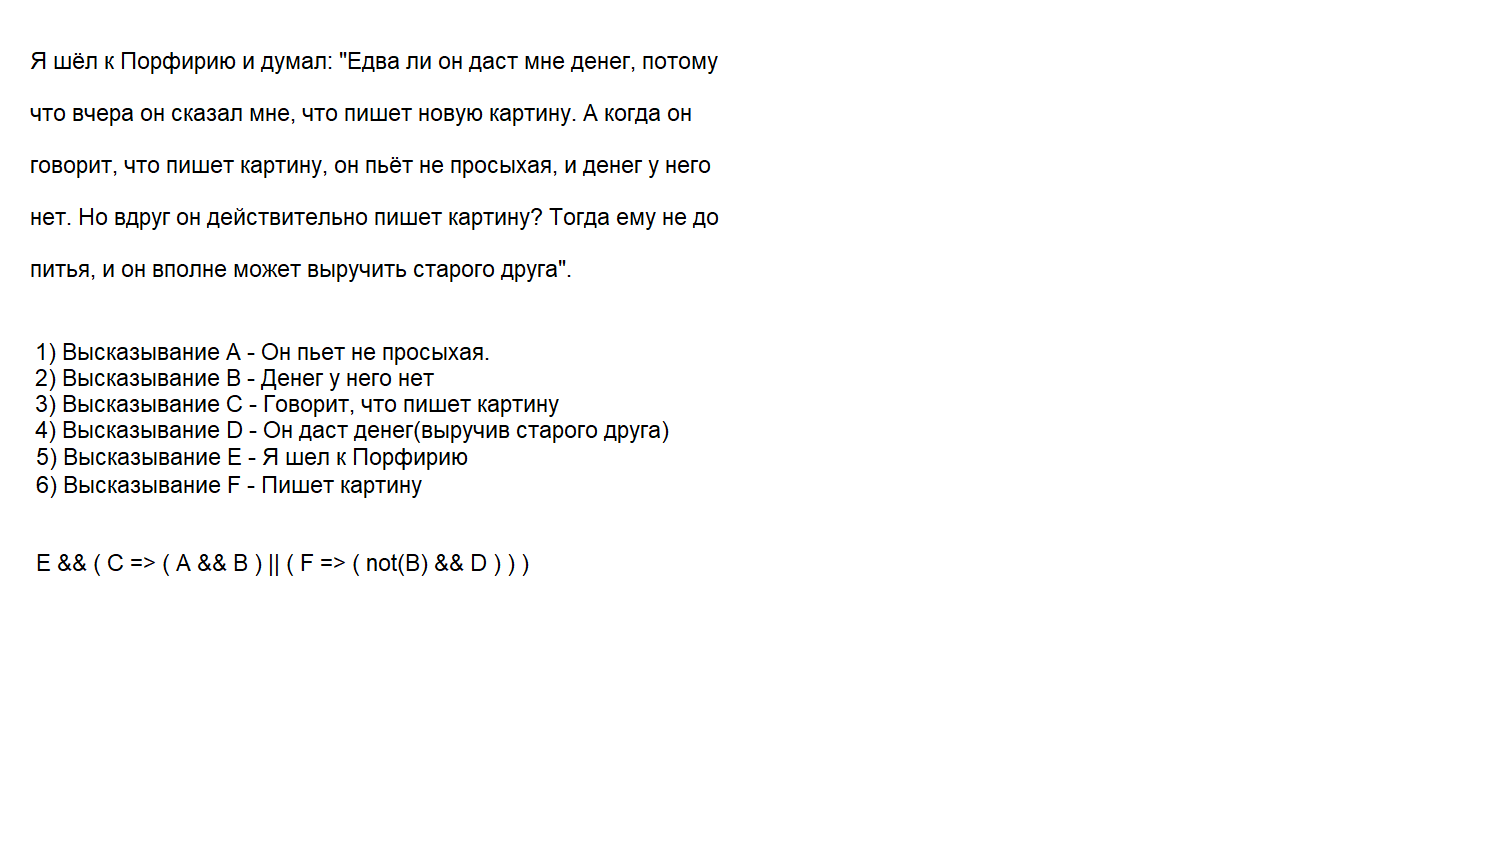 Я шёл к Порфирию и думал: "Едва ли он даст мне денег, потому
что вчера он сказал мне, что пишет новую картину. А когда он
говорит, что пишет картину, он пьёт не просыхая, и денег у него
нет. Но вдруг он действительно пишет картину? Тогда ему не до
питья, и он вполне может выручить старого друга".
1) Высказывание A - Он пьет не просыхая.
2) Высказывание B - Денег у него нет
3) Высказывание C - Говорит, что пишет картину
4) Высказывание D - Он даст денег(выручив старого друга)
5) Высказывание E - Я шел к Порфирию
6) Высказывание F - Пишет картину
E && ( C => ( A && B ) || ( F => ( not(B) && D ) ) )